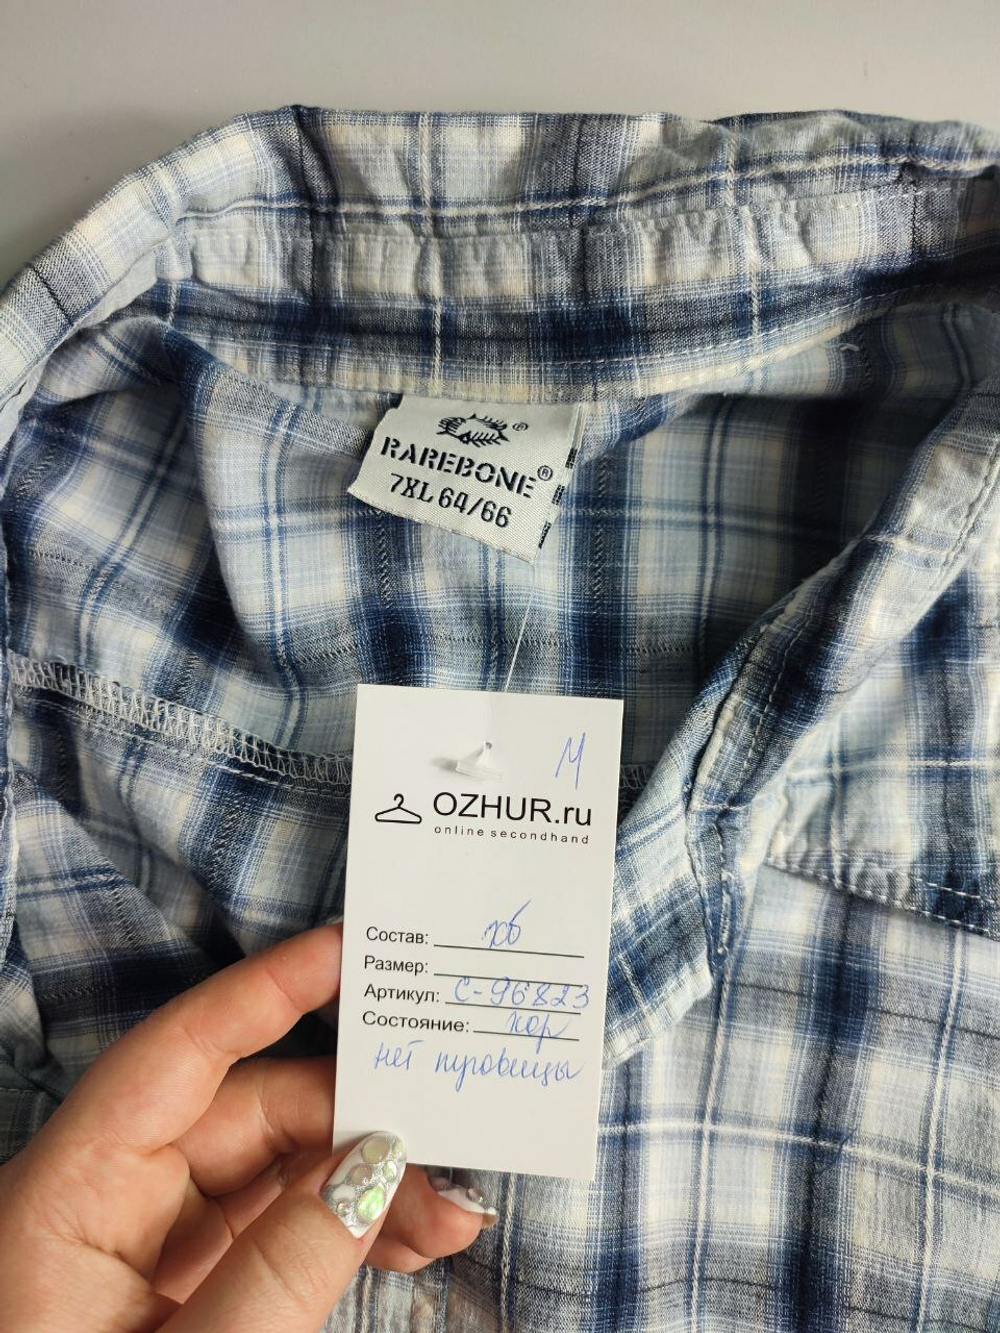 ®
RAREBONE®
7XL 64/66
М
OZHUR.ru
online secondhand
Состав: хб
Размер:
Артикул: С-96823
Состояние: хор
нет пуговицы